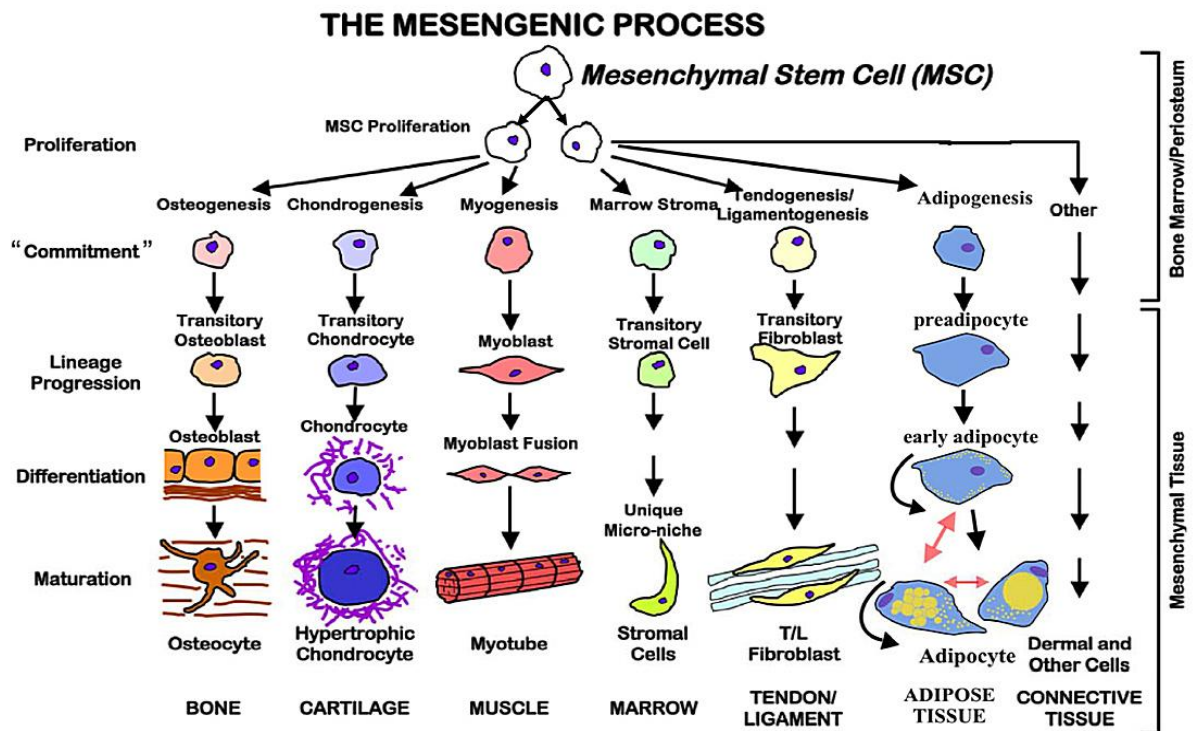 THE MESENGENIC PROCESS
Mesenchymal Stem Cell (MSC)
MSC Proliferation
Proliferation
Osteogenesis
Chondrogenesis
Myogenesis
Marrow Stroma
Tendogenesis/
Ligamentogenesis
Adipogenesis
Other
“Commitment”
Transitory
Osteoblast
Transitory
Chondrocyte
Myoblast
Transitory
Stromal Cell
Transitory
Fibroblast
preadipocyte
Lineage
Progression
Osteoblast
Chondrocyte
Myoblast Fusion
early adipocyte
Differentiation
Unique
Micro-niche
Maturation
Osteocyte
Hypertrophic
Chondrocyte
Myotube
Stromal
Cells
T/L
Fibroblast
Adipocyte
Dermal and
Other Cells
BONE
CARTILAGE
MUSCLE
MARROW
TENDON/
LIGAMENT
ADIPOSE
TISSUE
CONNECTIVE
TISSUE
Bone Marrow/Periosteum
Mesenchymal Tissue